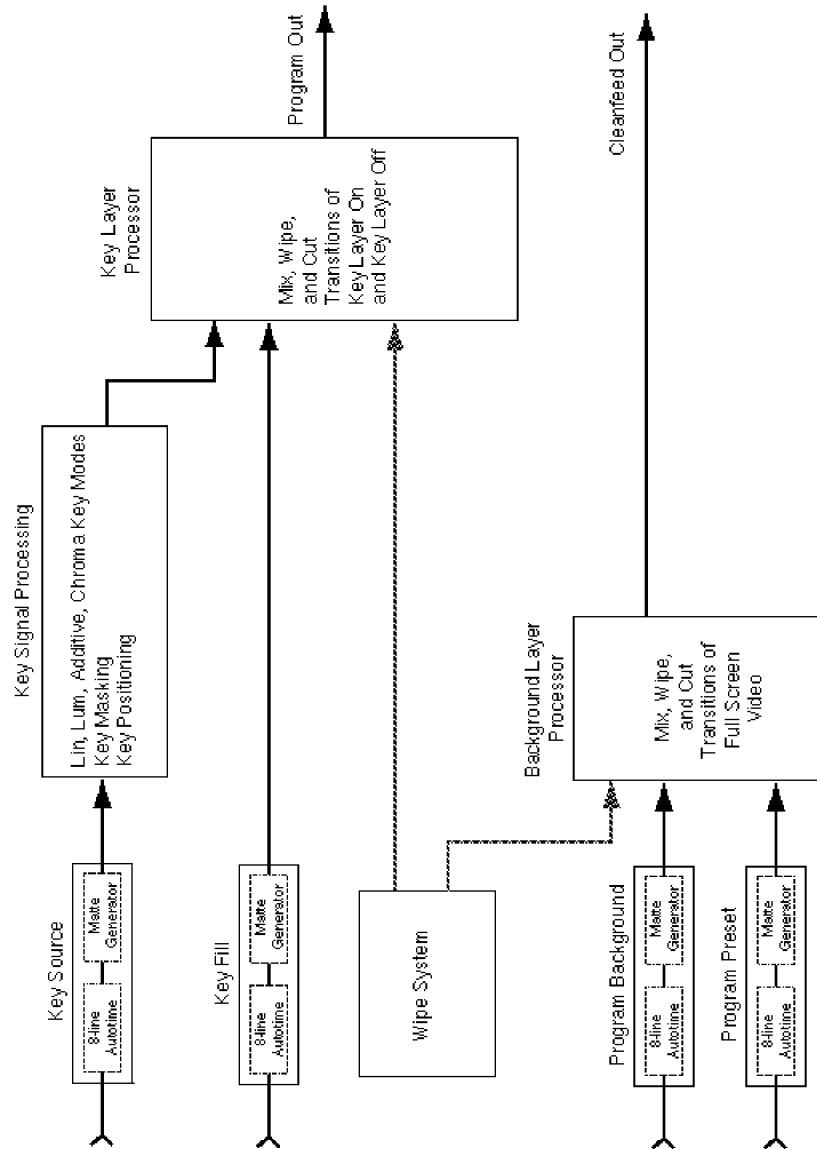 Key Source
8-line
Autotime
Matte
Generator
Key Signal Processing
Lin, Lum, Additive, Chroma Key Modes
Key Masking
Key Positioning
Key Layer
Processor
Mix, Wipe,
and Cut
Transitions of
Key Layer On
and Key Layer Off
Program Out
Key Fill
8-line
Autotime
Matte
Generator
Wipe System
Program Background
8-line
Autotime
Matte
Generator
Program Preset
8-line
Autotime
Matte
Generator
Background Layer
Processor
Mix, Wipe,
and Cut
Transitions of
Full Screen
Video
Cleanfeed Out